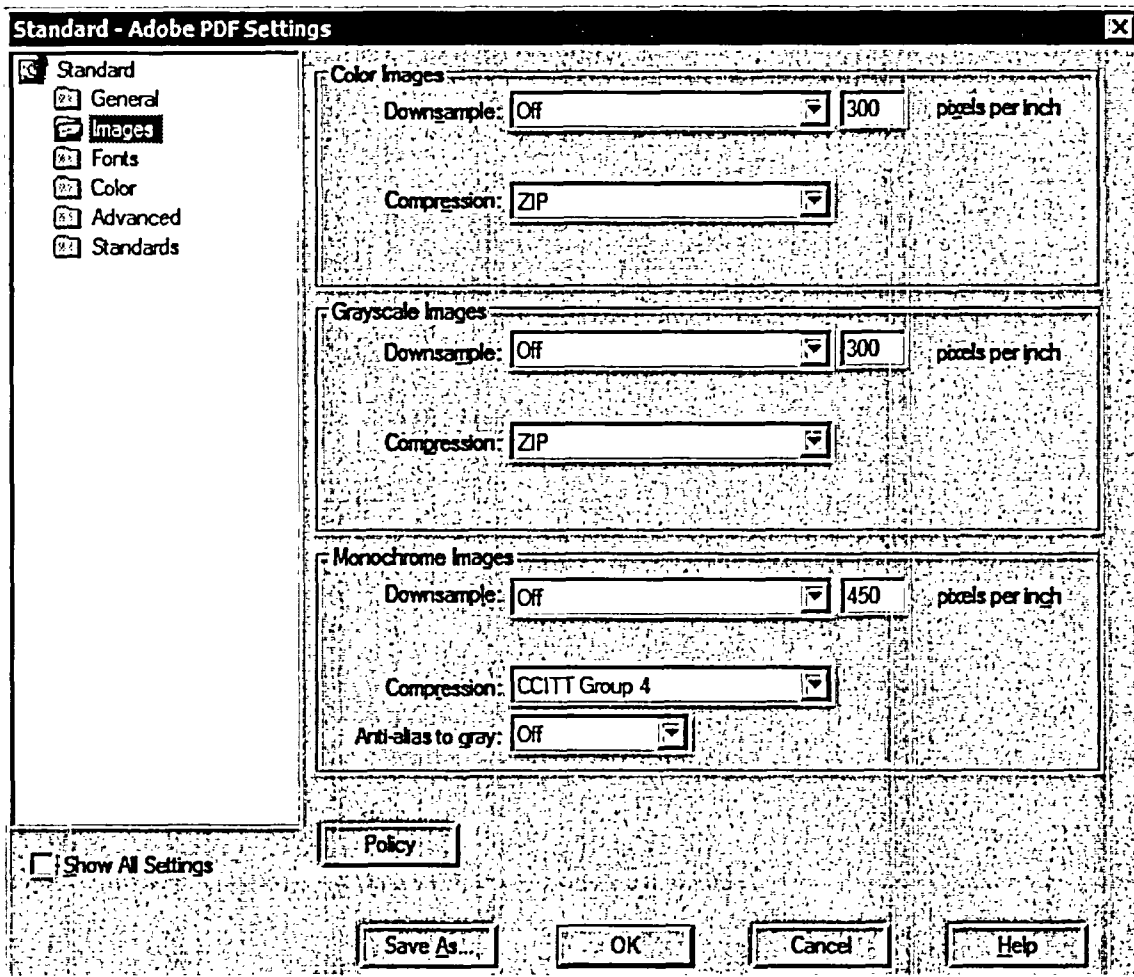 Standard - Adobe PDF Settings
Standard
General
Images
Fonts
Color
Advanced
Standards
Show All Settings
Color Images
Downsample: Off 300 pixels per inch
Compression: ZIP
Grayscale Images
Downsample: Off 300 pixels per inch
Compression: ZIP
Monochrome Images
Downsample: Off 450 pixels per inch
Compression: CCITT Group 4
Anti-alias to gray: Off
Policy
Save As... OK Cancel Help